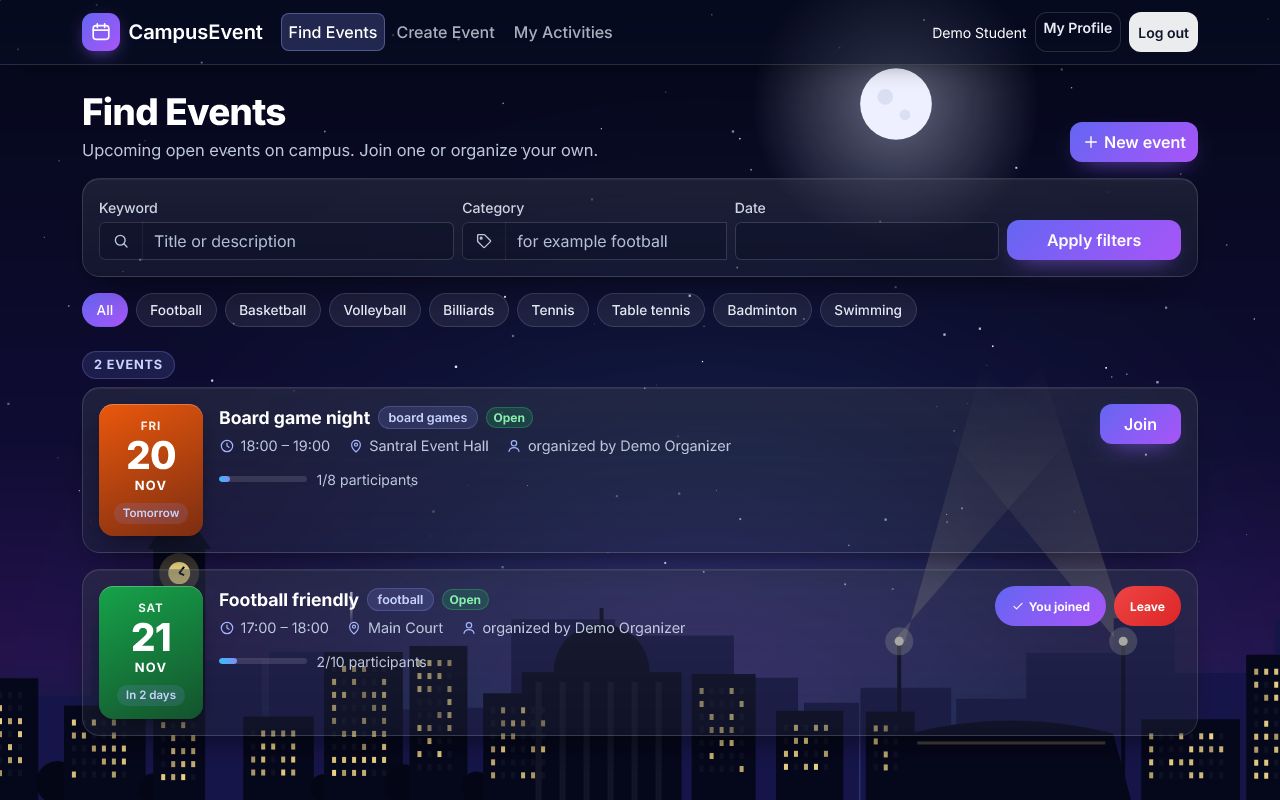 CampusEvent Find Events Create Event My Activities Demo Student My Profile Log out
Find Events
Upcoming open events on campus. Join one or organize your own.
+ New event
Keyword Category Date
Title or description for example football Apply filters
All Football Basketball Volleyball Billiards Tennis Table tennis Badminton Swimming
2 EVENTS
FRI
20
NOV
Tomorrow
Board game night board games Open
18:00 – 19:00 Santral Event Hall organized by Demo Organizer
1/8 participants
Join
SAT
21
NOV
In 2 days
Football friendly football Open
17:00 – 18:00 Main Court organized by Demo Organizer
2/10 participants
You joined Leave